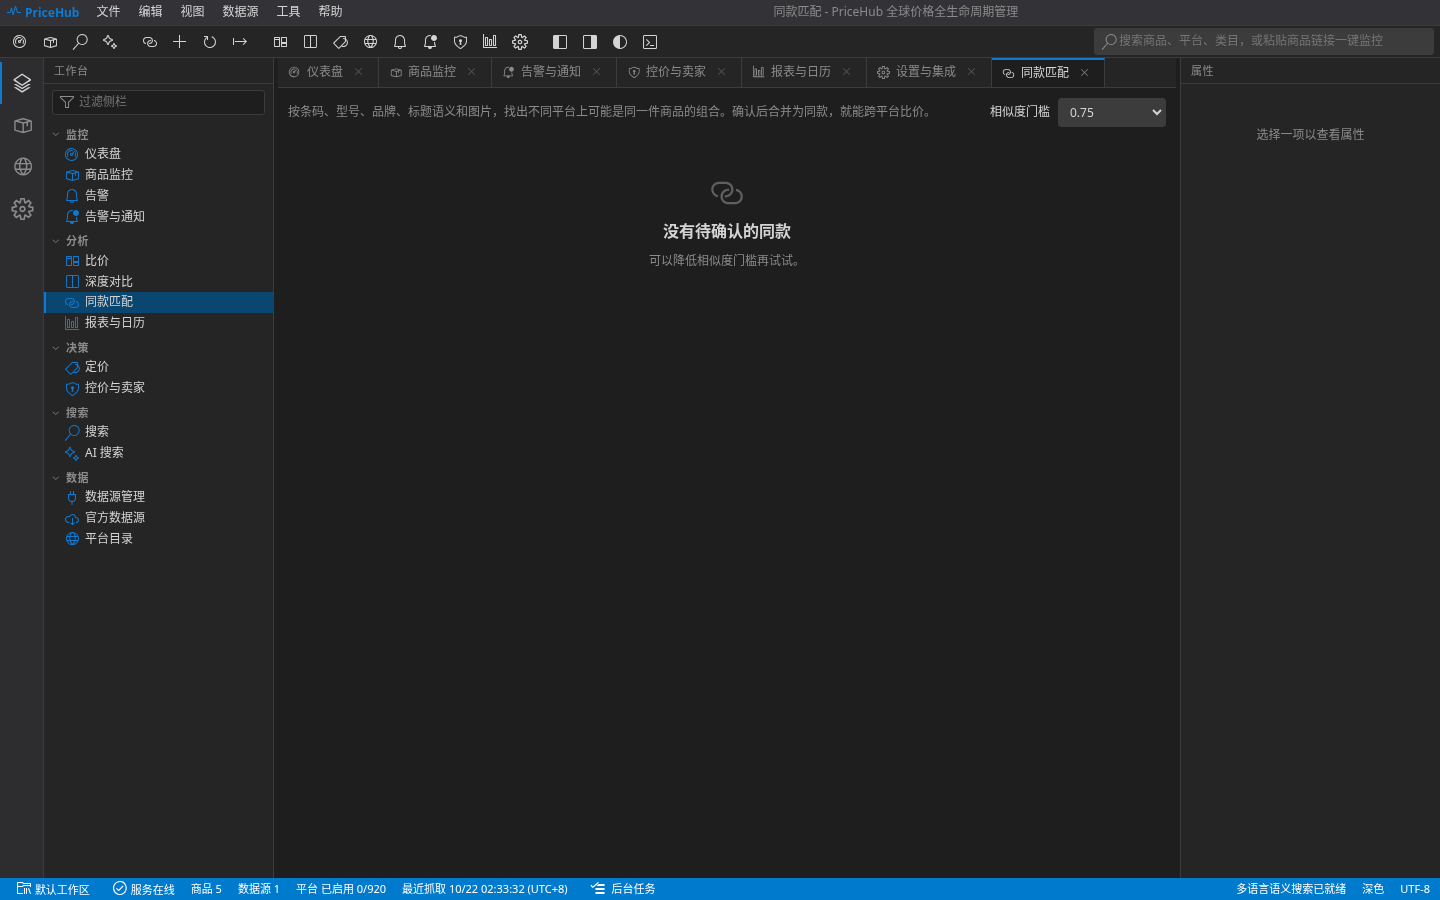 PriceHub 文件 编辑 视图 数据源 工具 帮助 同款匹配 - PriceHub 全球价格全生命周期管理
搜索商品、平台、类目，或粘贴商品链接一键监控
工作台
过滤侧栏
监控
仪表盘
商品监控
告警
告警与通知
分析
比价
深度对比
同款匹配
报表与日历
决策
定价
控价与卖家
搜索
搜索
AI 搜索
数据
数据源管理
官方数据源
平台目录
仪表盘 商品监控 告警与通知 控价与卖家 报表与日历 设置与集成 同款匹配
按条码、型号、品牌、标题语义和图片，找出不同平台上可能是同一件商品的组合。确认后合并为同款，就能跨平台比价。 相似度门槛 0.75
没有待确认的同款
可以降低相似度门槛再试试。
属性
选择一项以查看属性
默认工作区 服务在线 商品 5 数据源 1 平台 已启用 0/920 最近抓取 10/22 02:33:32 (UTC+8) 后台任务 多语言语义搜索已就绪 深色 UTF-8